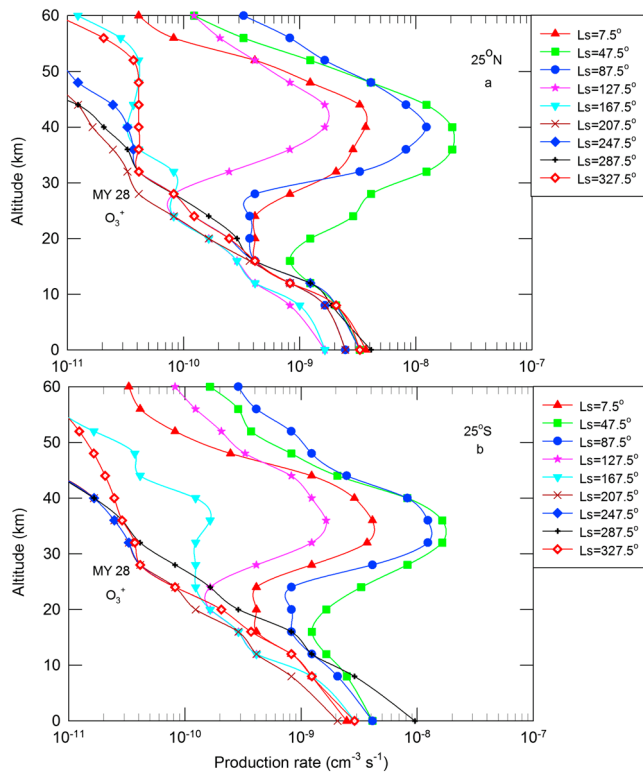 60
50
40
30
20
10
0
Altitude (km)
25°N
a
MY 28
O₃⁺
10⁻¹¹ 10⁻¹⁰ 10⁻⁹ 10⁻⁸ 10⁻⁷
Ls=7.5°
Ls=47.5°
Ls=87.5°
Ls=127.5°
Ls=167.5°
Ls=207.5°
Ls=247.5°
Ls=287.5°
Ls=327.5°
60
50
40
30
20
10
0
Altitude (km)
25°S
b
MY 28
O₃⁺
10⁻¹¹ 10⁻¹⁰ 10⁻⁹ 10⁻⁸ 10⁻⁷
Production rate (cm⁻³ s⁻¹)
Ls=7.5°
Ls=47.5°
Ls=87.5°
Ls=127.5°
Ls=167.5°
Ls=207.5°
Ls=247.5°
Ls=287.5°
Ls=327.5°